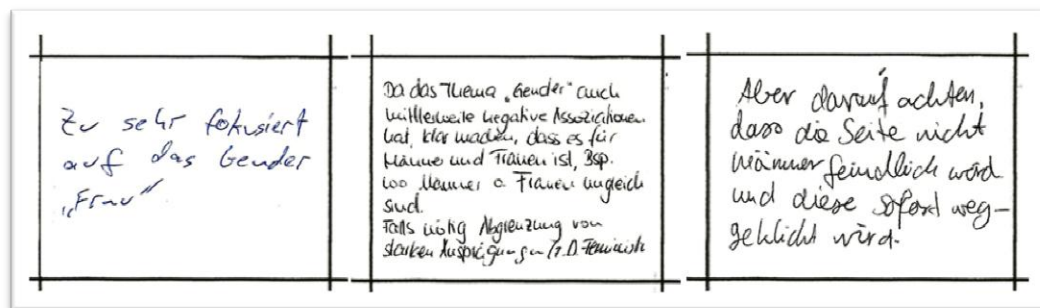 Zu sehr fokusiert
auf das Gender
„Frau“
Da das Thema „Gender“ auch
mittlerweile negative Assoziationen
hat, klar machen, dass es für
Männer und Frauen ist, Bsp.
wo Männer o. Frauen ungleich
sind.
Falls nötig Abgrenzung von
starken Ausprägungen
Aber darauf achten,
dass die Seite nicht
männerfeindlich wird
und diese sofort weg-
geklickt wird.